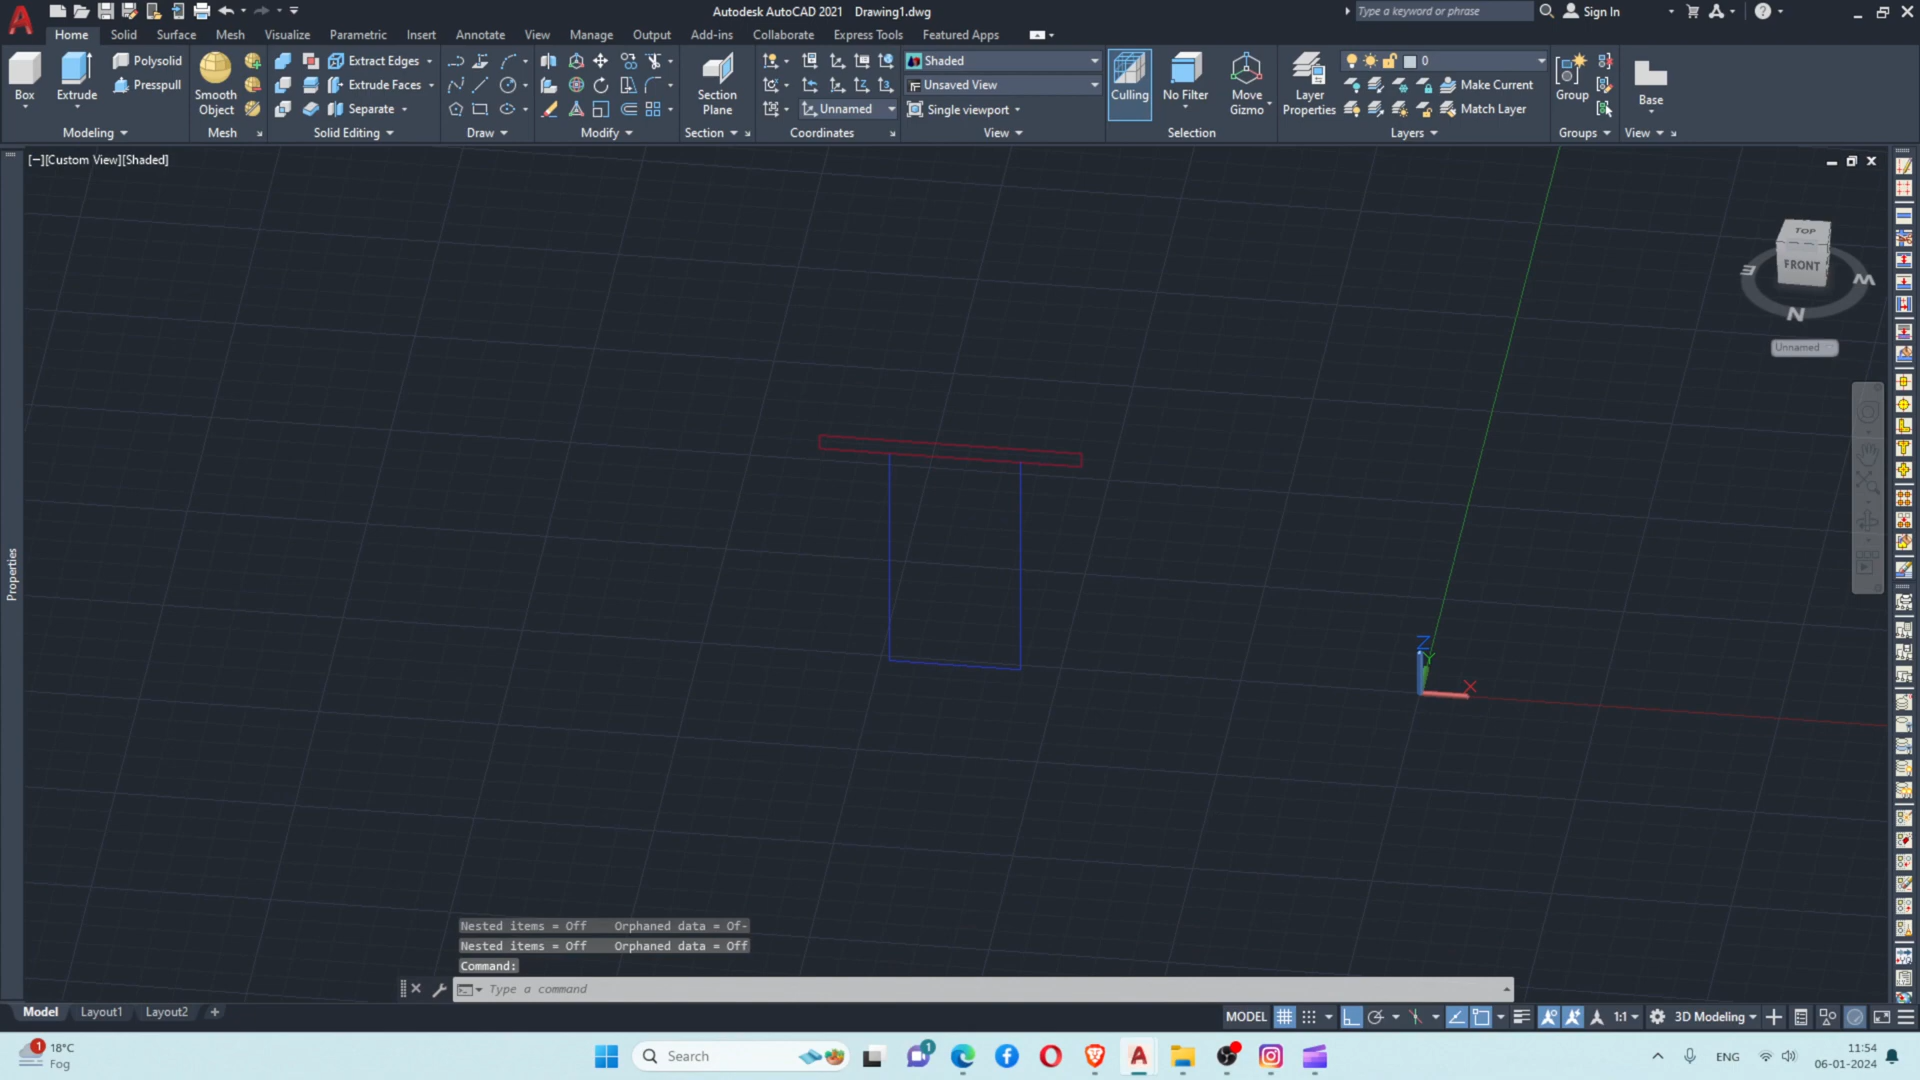 Autodesk AutoCAD 2021 Drawing1.dwg
Type a keyword or phrase
Sign In
Home Solid Surface Mesh Visualize Parametric Insert Annotate View Manage Output Add-ins Collaborate Express Tools Featured Apps
Box
Extrude
Polysolid
Presspull
Modeling
Smooth
Object
Mesh
Extract Edges
Extrude Faces
Separate
Solid Editing
Draw
Modify
Section
Plane
Section
Unnamed
Coordinates
Shaded
Unsaved View
Single viewport
View
Culling
No Filter
Move
Gizmo
Selection
Layer
Properties
0
Make Current
Match Layer
Layers
Group
Groups
Base
View
[−][Custom View][Shaded]
TOP
FRONT
E
W
N
Unnamed
Properties
Z
Y
X
Nested items = Off Orphaned data = Of-
Nested items = Off Orphaned data = Off
Command:
Type a command
Model Layout1 Layout2 +
MODEL
1:1
3D Modeling
1
18°C
Fog
Search
1
ENG
11:54
06-01-2024